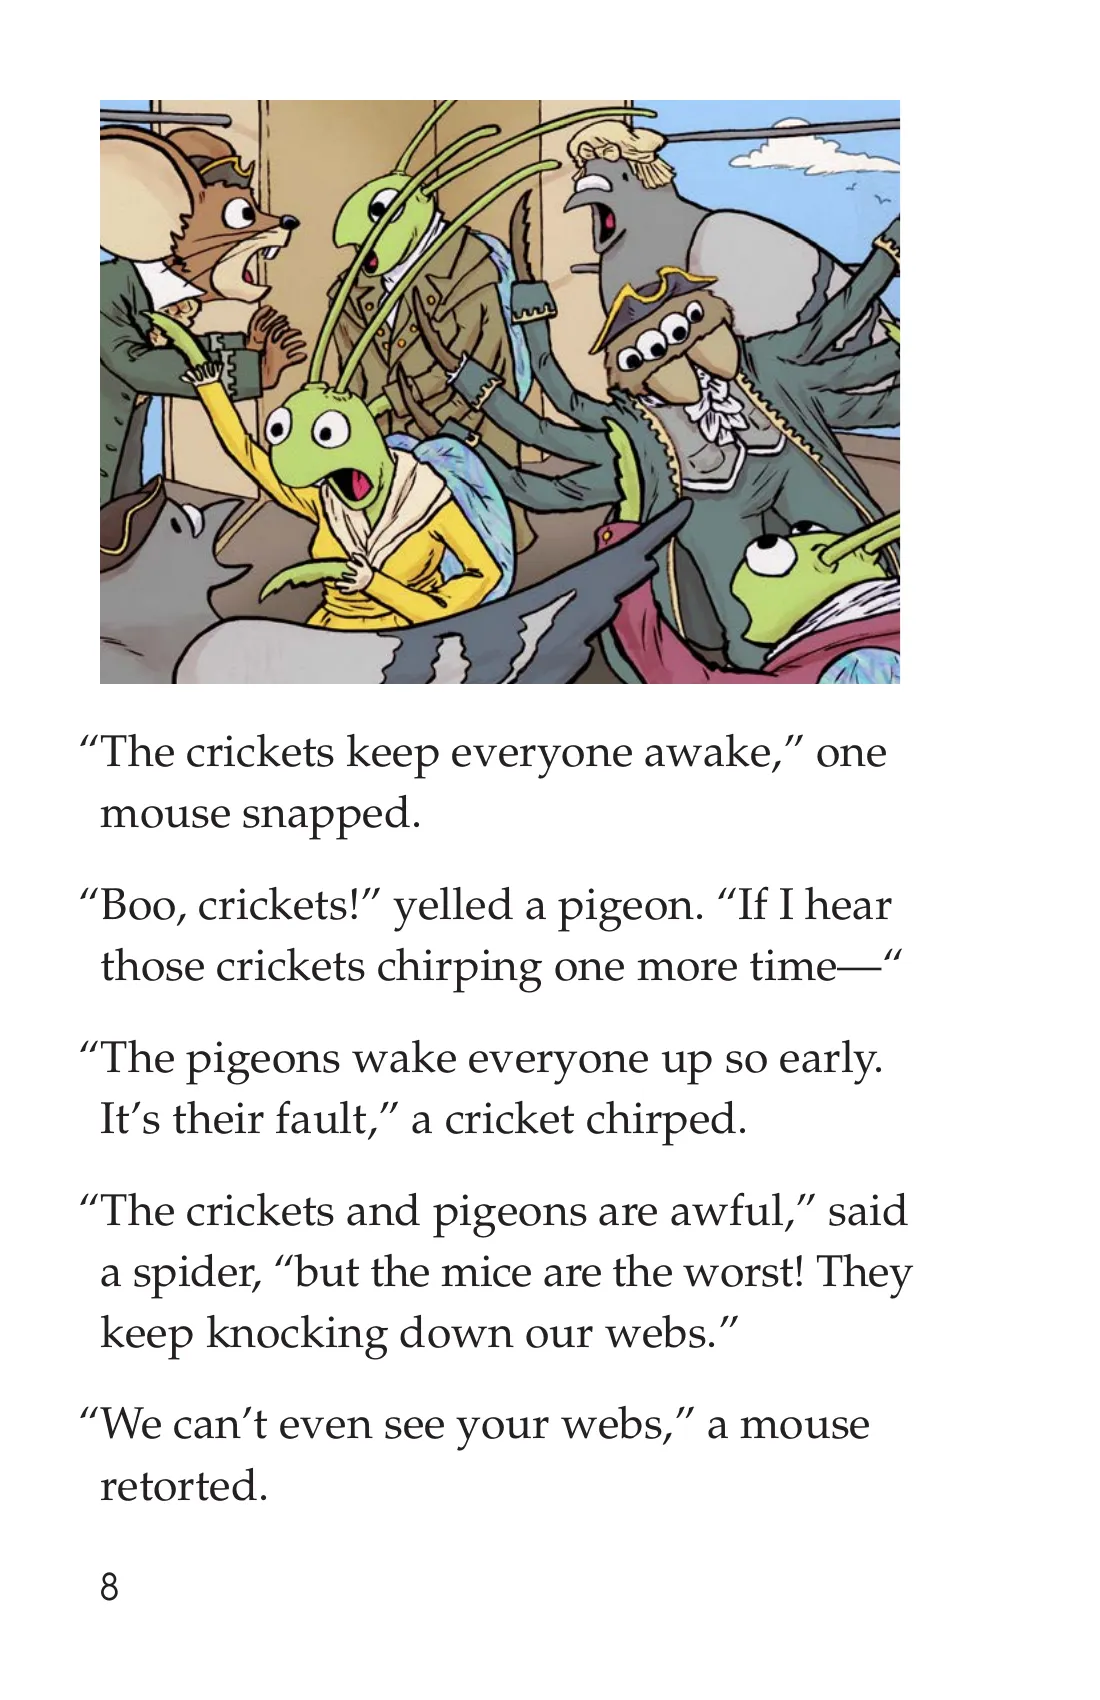 “The crickets keep everyone awake,” one
mouse snapped.
“Boo, crickets!” yelled a pigeon. “If I hear
those crickets chirping one more time—“
“The pigeons wake everyone up so early.
It’s their fault,” a cricket chirped.
“The crickets and pigeons are awful,” said
a spider, “but the mice are the worst! They
keep knocking down our webs.”
“We can’t even see your webs,” a mouse
retorted.
8